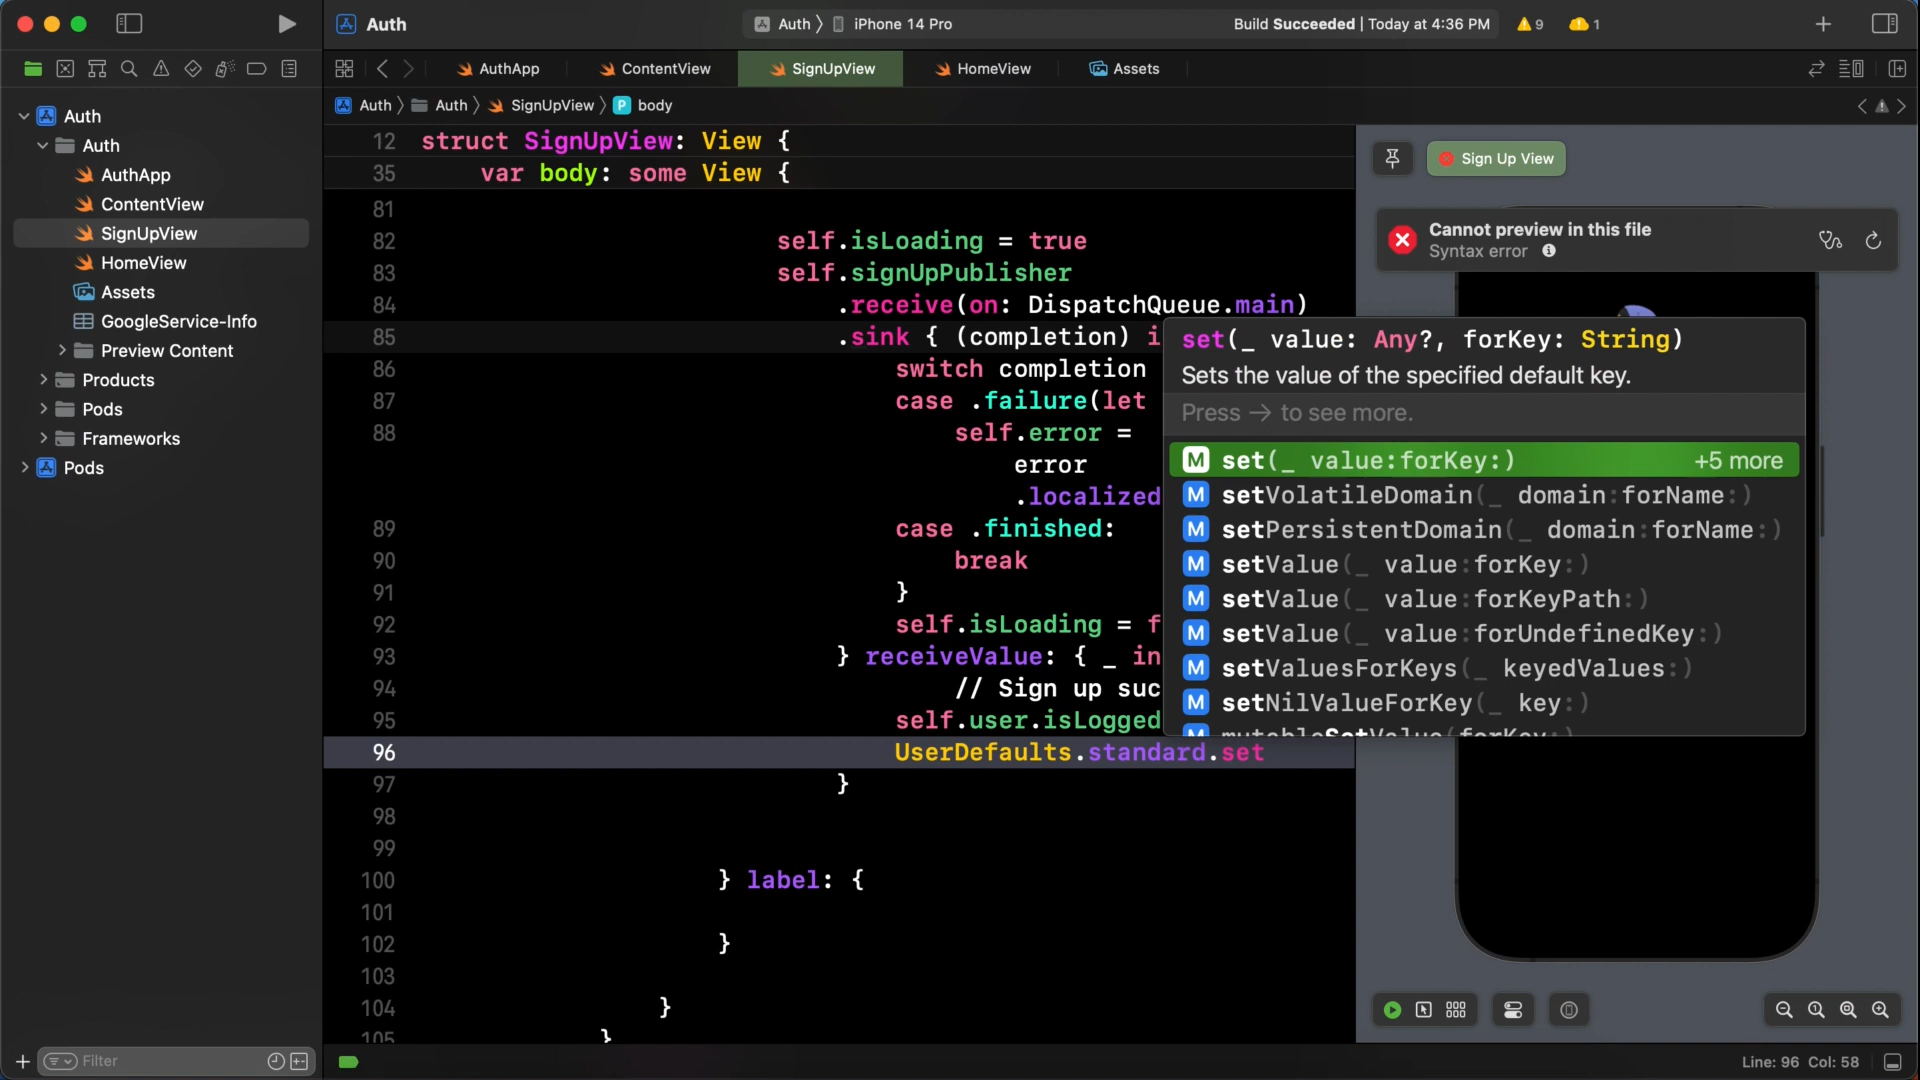 Auth
Auth 〉 iPhone 14 Pro
Build Succeeded | Today at 4:36 PM
9
1
AuthApp
ContentView
SignUpView
HomeView
Assets
Auth 〉 Auth 〉 SignUpView 〉 P body
Auth
Auth
AuthApp
ContentView
SignUpView
HomeView
Assets
GoogleService-Info
Preview Content
Products
Pods
Frameworks
Pods
Filter
12 struct SignUpView: View {
35 var body: some View {
81
82 self.isLoading = true
83 self.signUpPublisher
84 .receive(on: DispatchQueue.main)
85 .sink { (completion) i
86 switch completion
87 case .failure(let
88 self.error =
error
.localized
89 case .finished:
90 break
91 }
92 self.isLoading = f
93 } receiveValue: { _ in
94 // Sign up suc
95 self.user.isLogged
96 UserDefaults.standard.set
97 }
98
99
100 } label: {
101
102 }
103
104 }
105 }
set(_ value: Any?, forKey: String)
Sets the value of the specified default key.
Press → to see more.
M set(_ value:forKey:) +5 more
M setVolatileDomain(_ domain:forName:)
M setPersistentDomain(_ domain:forName:)
M setValue(_ value:forKey:)
M setValue(_ value:forKeyPath:)
M setValue(_ value:forUndefinedKey:)
M setValuesForKeys(_ keyedValues:)
M setNilValueForKey(_ key:)
M mutableSetValue(forKey:)
Sign Up View
Cannot preview in this file
Syntax error
Line: 96 Col: 58